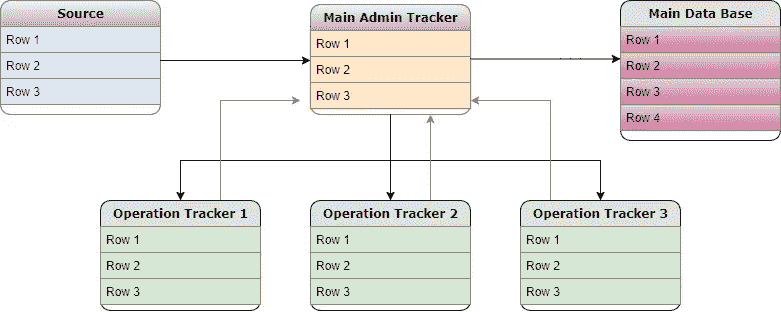 Source
Row 1
Row 2
Row 3
Main Admin Tracker
Row 1
Row 2
Row 3
Main Data Base
Row 1
Row 2
Row 3
Row 4
Operation Tracker 1
Row 1
Row 2
Row 3
Operation Tracker 2
Row 1
Row 2
Row 3
Operation Tracker 3
Row 1
Row 2
Row 3